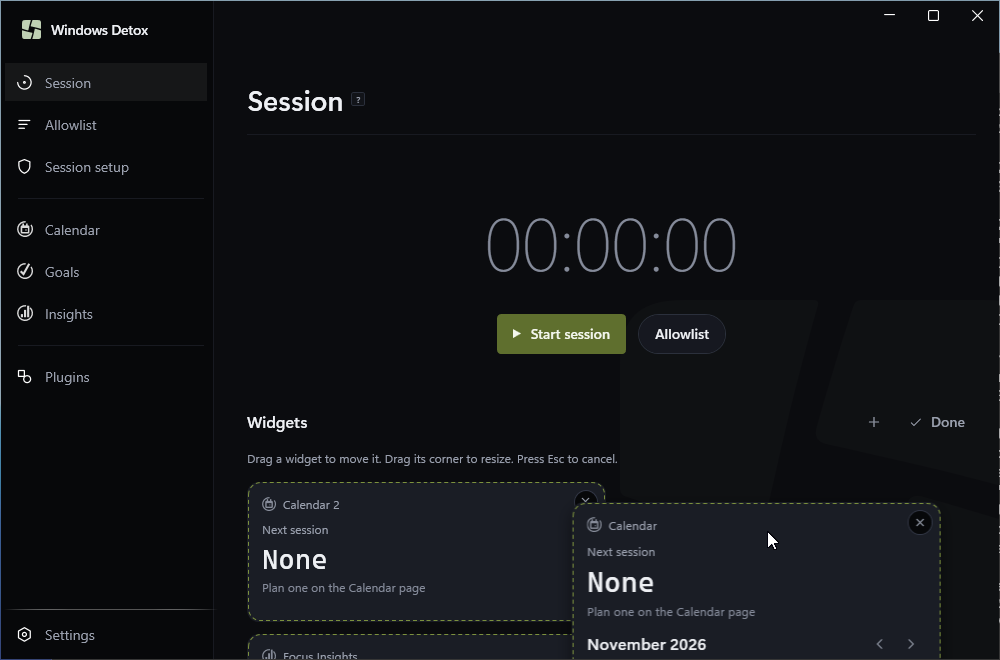 Windows Detox
Session
Allowlist
Session setup
Calendar
Goals
Insights
Plugins
Settings
Session ?
00:00:00
Start session
Allowlist
Widgets
Done
Drag a widget to move it. Drag its corner to resize. Press Esc to cancel.
Calendar 2
Next session
None
Plan one on the Calendar page
Focus Insights
Calendar
Next session
None
Plan one on the Calendar page
November 2026